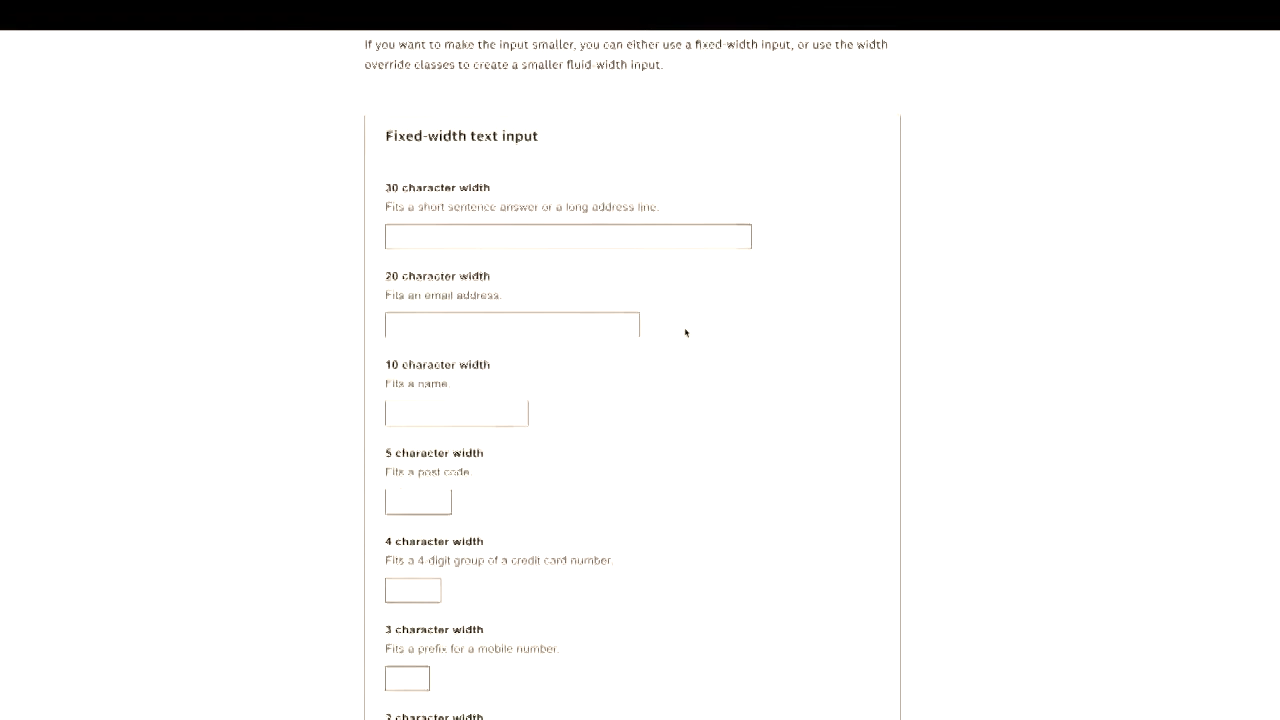 If you want to make the input smaller, you can either use a fixed-width input, or use the width
override classes to create a smaller fluid-width input.
Fixed-width text input
30 character width
Fits a short sentence answer or a long address line.
20 character width
Fits an email address.
10 character width
Fits a name.
5 character width
Fits a post code.
4 character width
Fits a 4-digit group of a credit card number.
3 character width
Fits a prefix for a mobile number.
2 character width